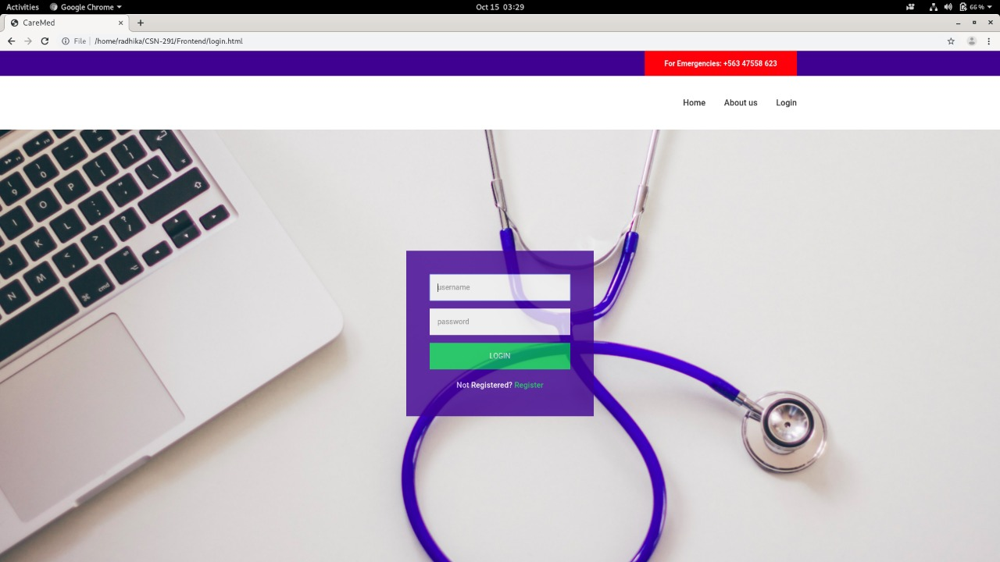 Activities Google Chrome Oct 15 03:29 66 %
CareMed
File /home/radhika/CSN-291/Frontend/login.html
For Emergencies: +563 47558 623
Home About us Login
username
password
LOGIN
Not Registered? Register